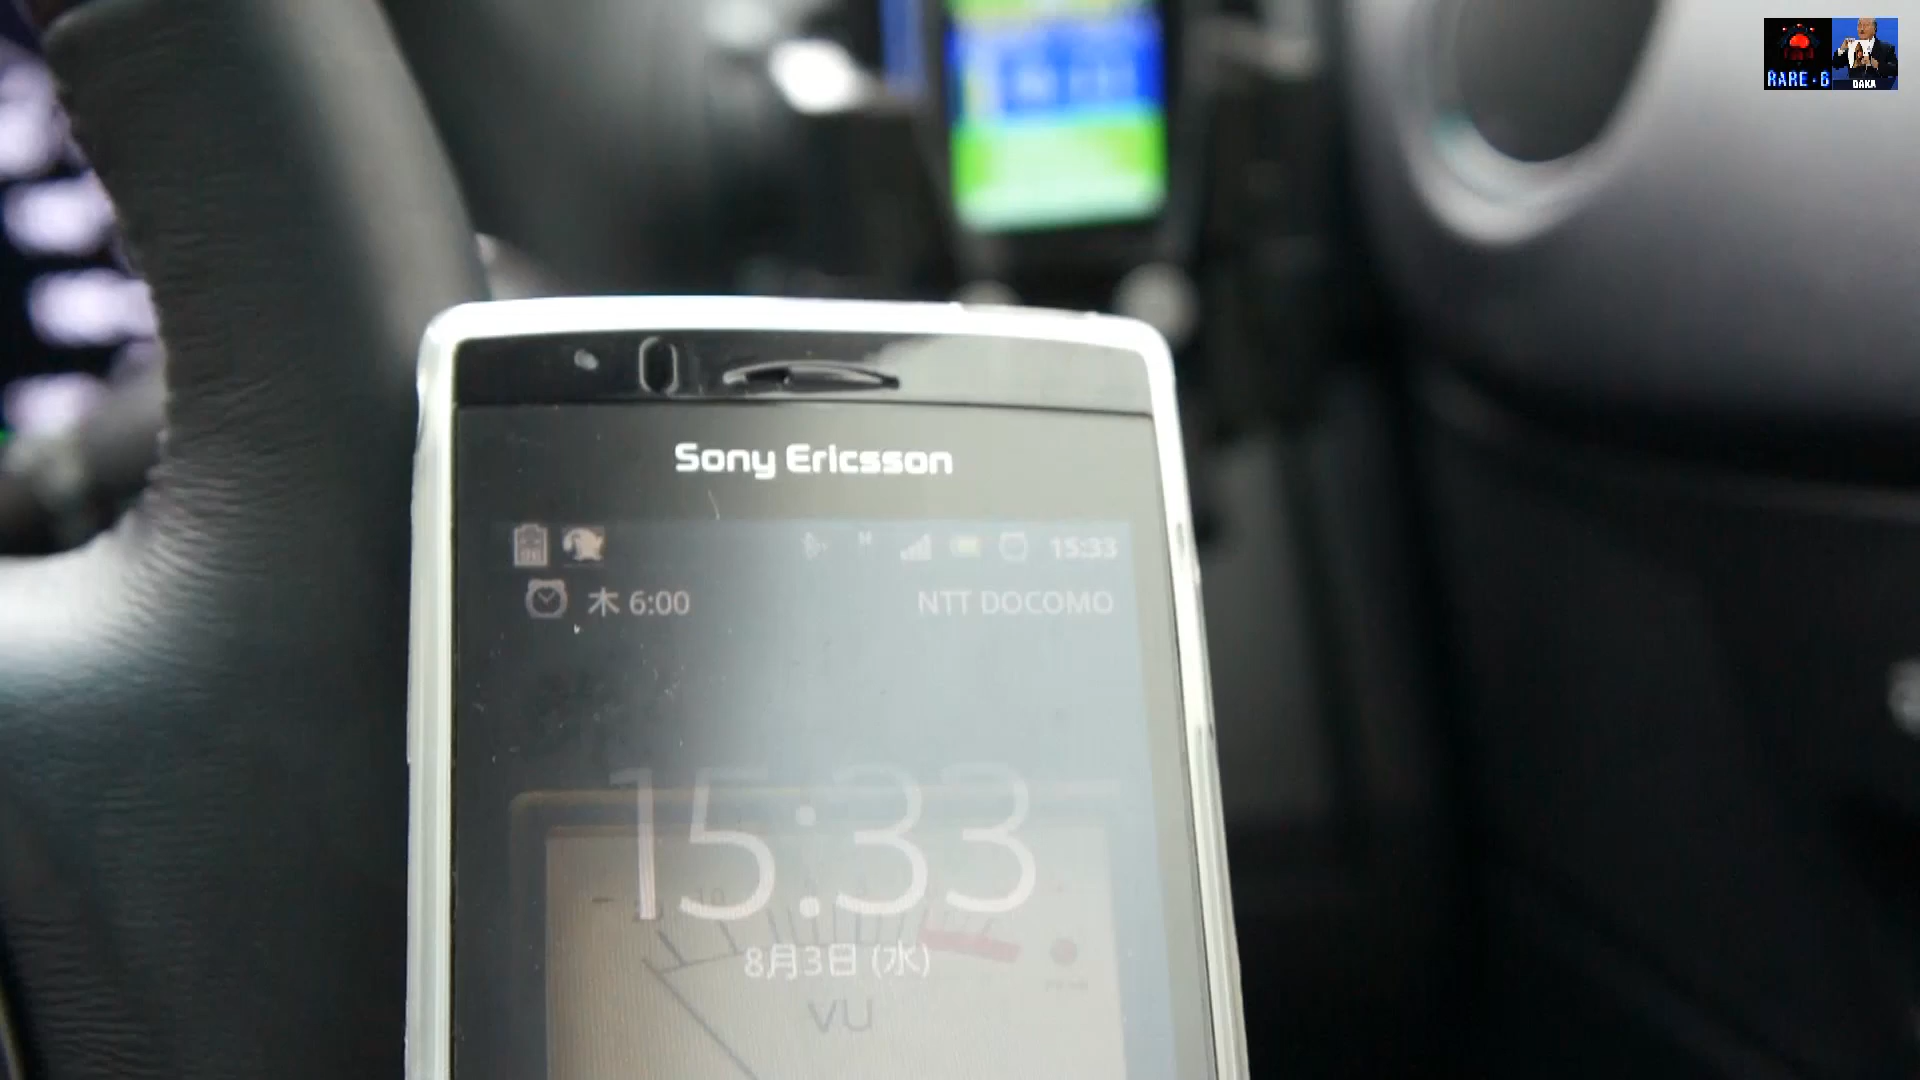 RARE·6
DAKA
Sony Ericsson
15:33
木 6:00
NTT DOCOMO
15:33
8月3日 (水)
VU